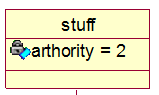 stuff
arthority = 2